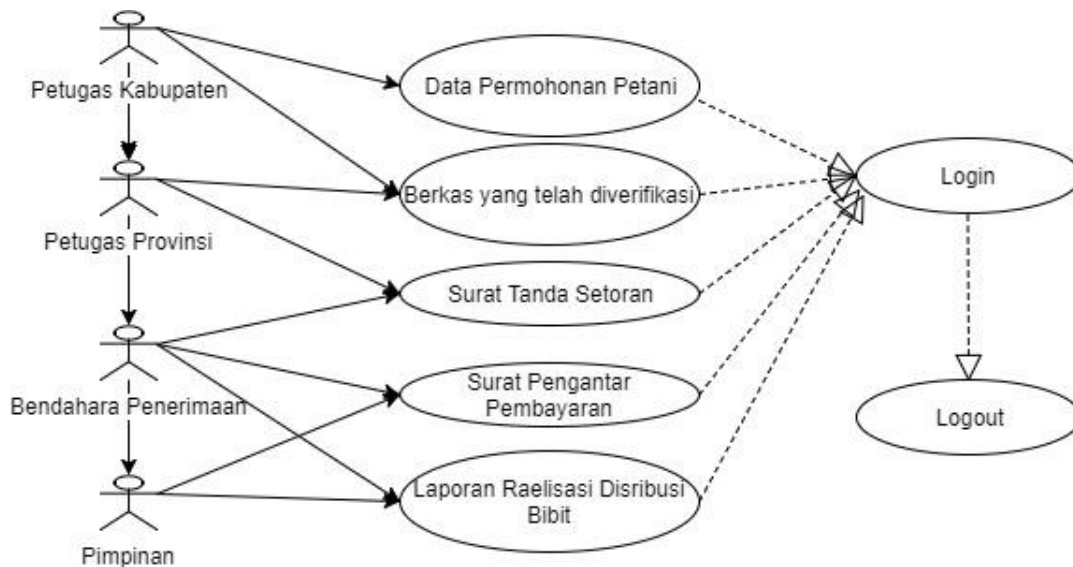 Petugas Kabupaten
Data Permohonan Petani
Login
Berkas yang telah diverifikasi
Petugas Provinsi
Surat Tanda Setoran
Surat Pengantar
Pembayaran
Bendahara Penerimaan
Logout
Laporan Raelisasi Disribusi
Bibit
Pimpinan